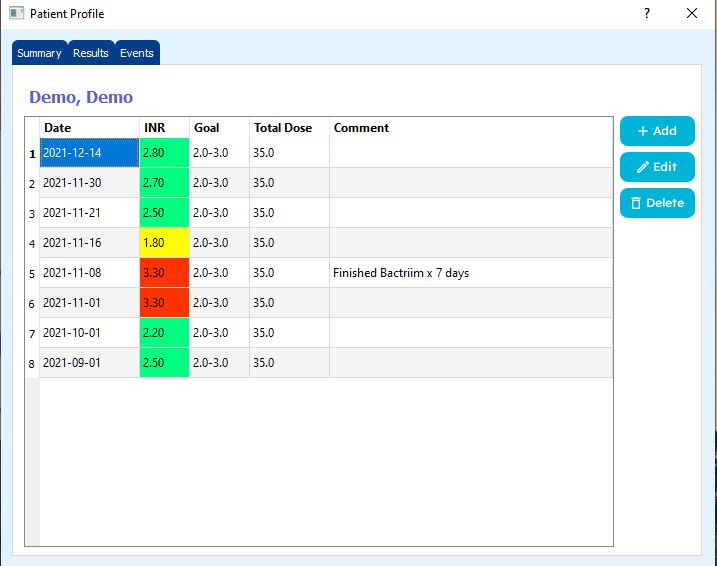 Patient Profile
Summary Results Events
Demo, Demo
Date INR Goal Total Dose Comment
1 2021-12-14 2.80 2.0-3.0 35.0
2 2021-11-30 2.70 2.0-3.0 35.0
3 2021-11-21 2.50 2.0-3.0 35.0
4 2021-11-16 1.80 2.0-3.0 35.0
5 2021-11-08 3.30 2.0-3.0 35.0 Finished Bactriim x 7 days
6 2021-11-01 3.30 2.0-3.0 35.0
7 2021-10-01 2.20 2.0-3.0 35.0
8 2021-09-01 2.50 2.0-3.0 35.0
Add
Edit
Delete